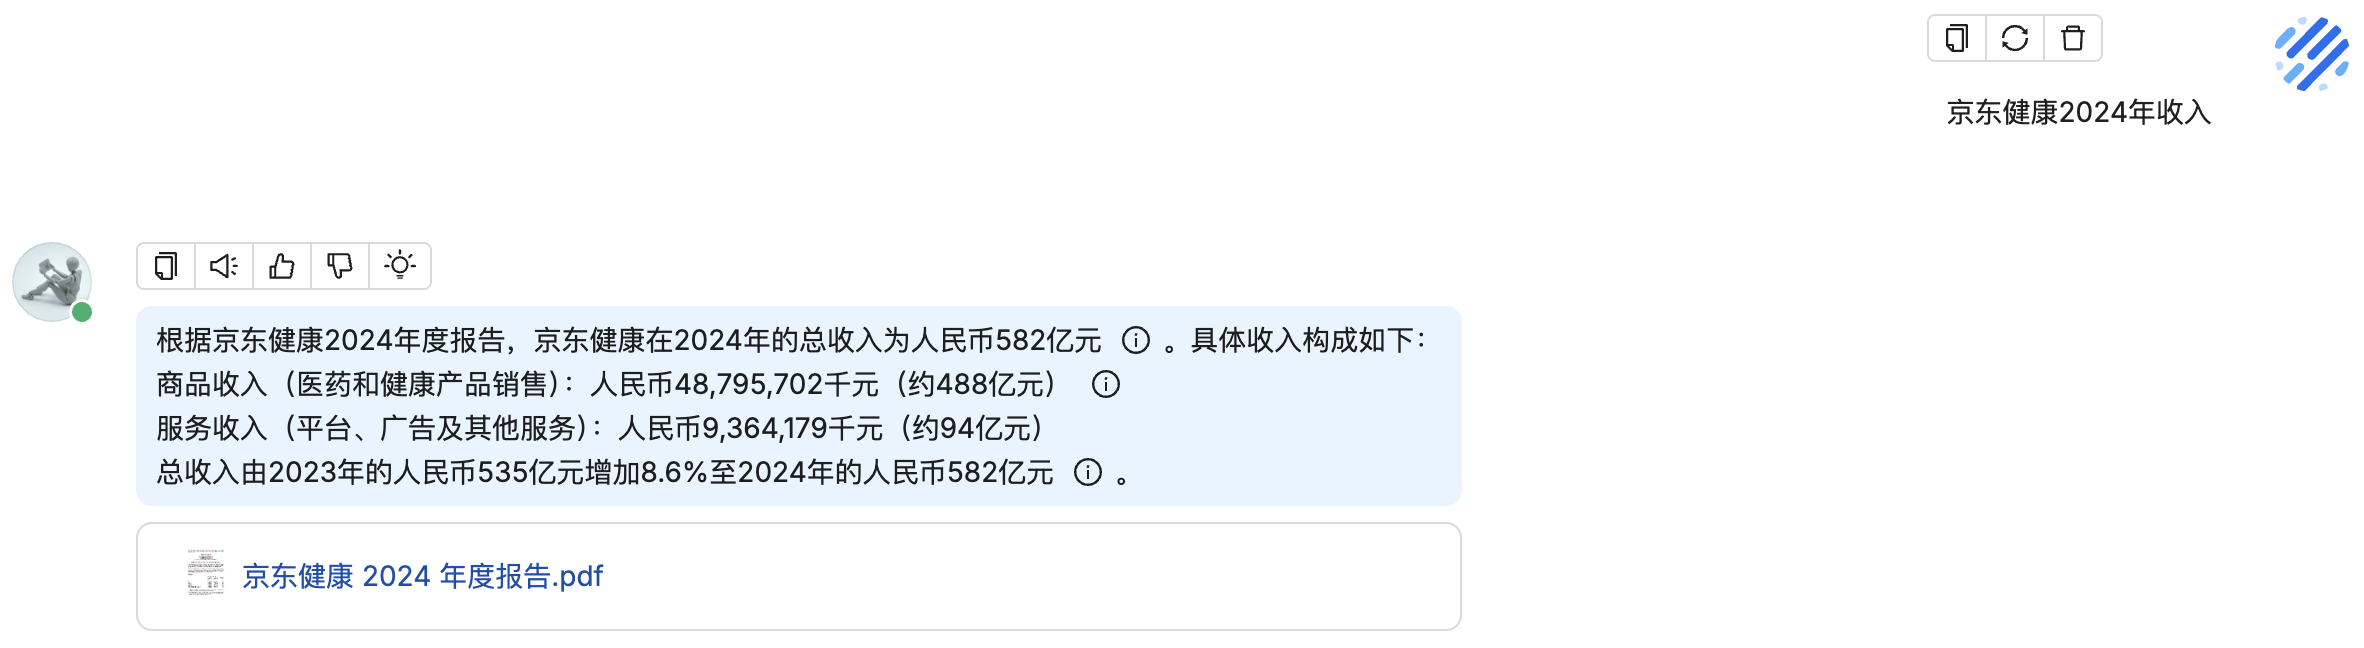 京东健康2024年收入
根据京东健康2024年度报告，京东健康在2024年的总收入为人民币582亿元 。具体收入构成如下：
商品收入（医药和健康产品销售）：人民币48,795,702千元（约488亿元）
服务收入（平台、广告及其他服务）：人民币9,364,179千元（约94亿元）
总收入由2023年的人民币535亿元增加8.6%至2024年的人民币582亿元 。
京东健康 2024 年度报告.pdf